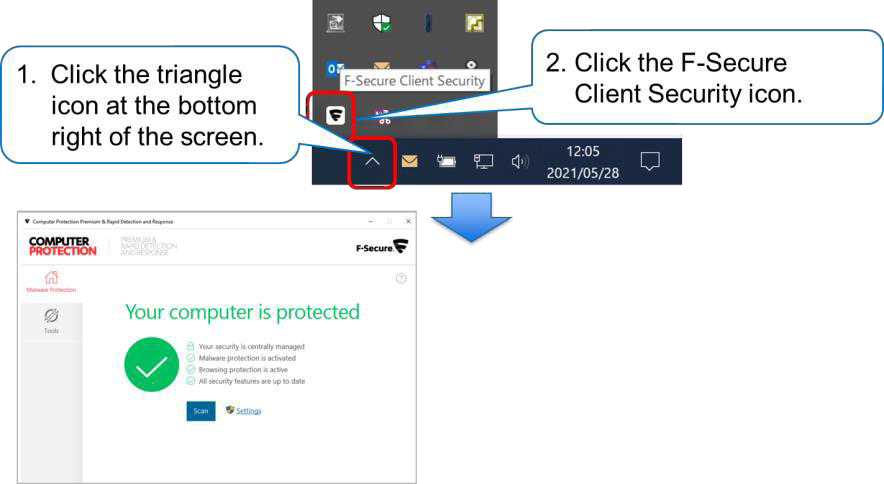 1. Click the triangle
icon at the bottom
right of the screen.
F-Secure Client Security
2. Click the F-Secure
Client Security icon.
12:05
2021/05/28
Computer Protection Premium & Rapid Detection and Response
COMPUTER
PROTECTION
PREMIUM &
RAPID DETECTION
AND RESPONSE
F-Secure.
Malware Protection
Tools
Your computer is protected
Your security is centrally managed
Malware protection is activated
Browsing protection is active
All security features are up to date
Scan
Settings